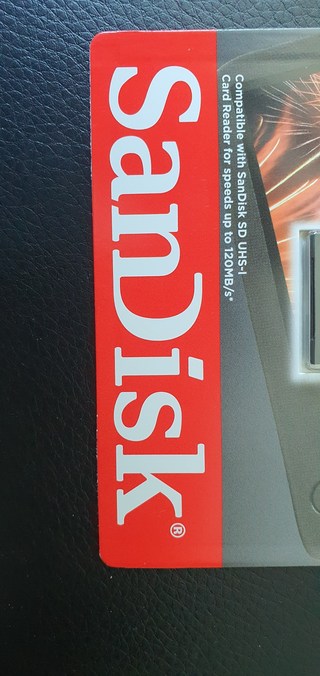 Compatible with SanDisk SD UHS-I
Card Reader for speeds up to 120MB/s*
SanDisk®